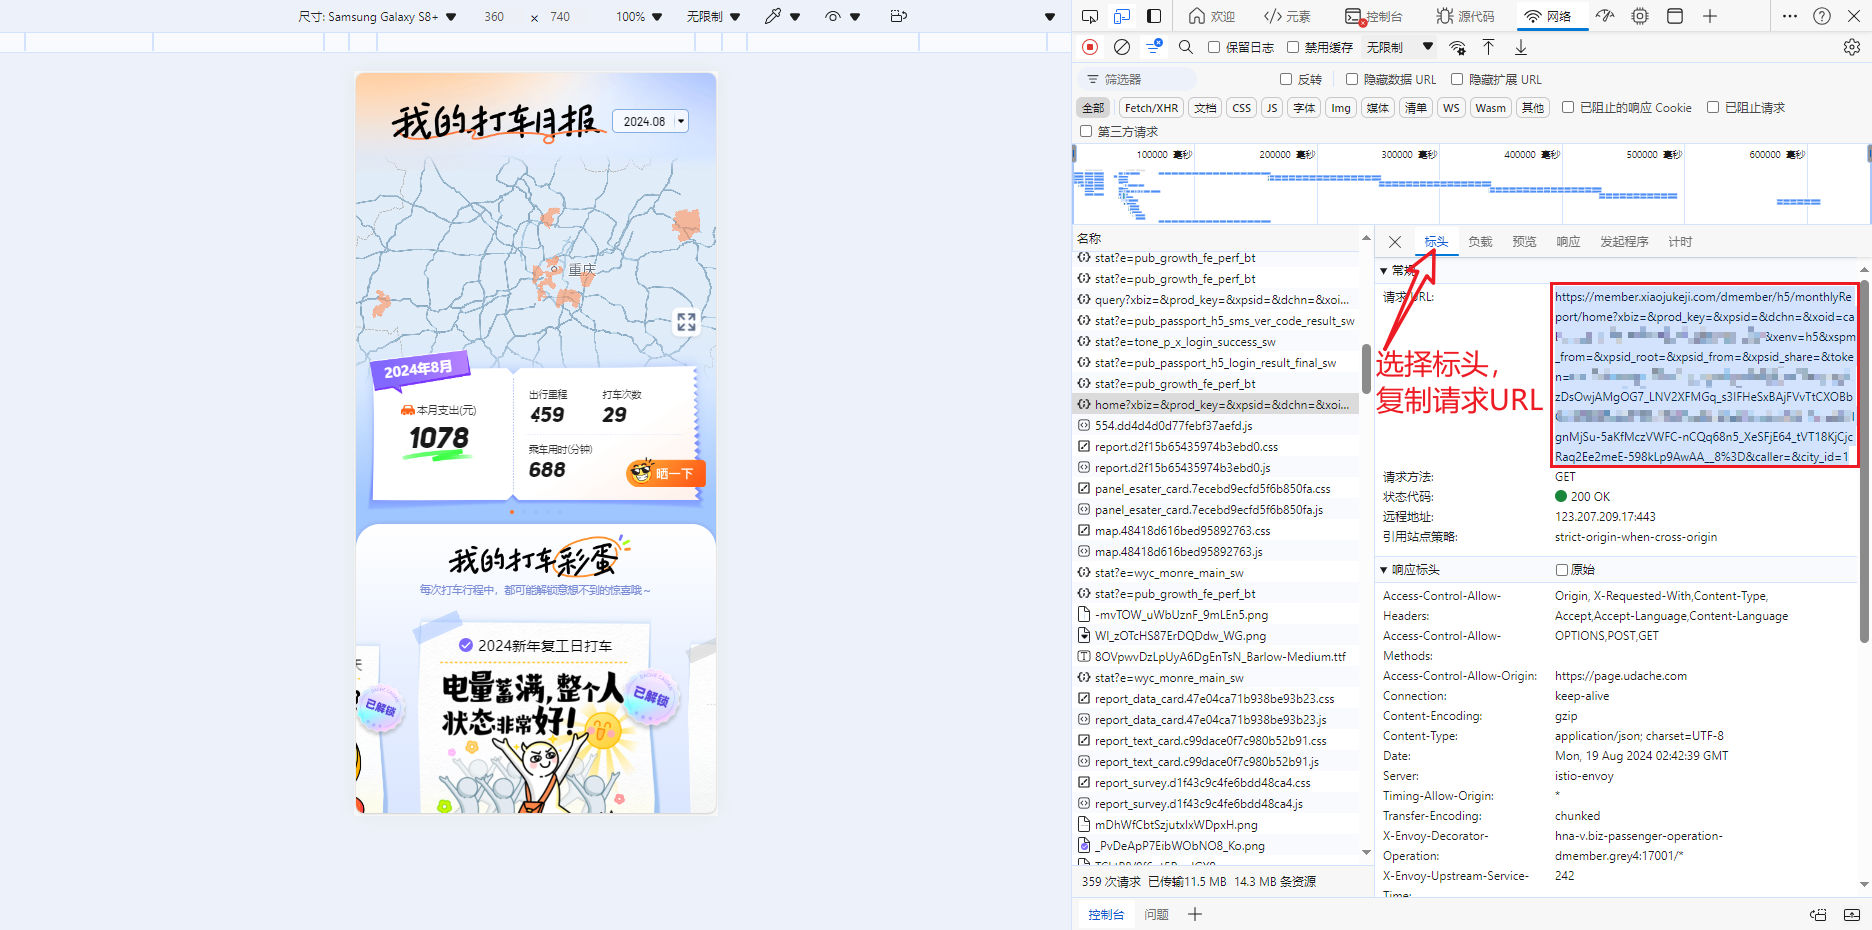 尺寸: Samsung Galaxy S8+ ▼ 360 × 740 100% ▼ 无限制 ▼
欢迎 元素 控制台 源代码 网络
保留日志 禁用缓存 无限制 ▼
筛选器 反转 隐藏数据 URL 隐藏扩展 URL
全部 Fetch/XHR 文档 CSS JS 字体 Img 媒体 清单 WS Wasm 其他 已阻止的响应 Cookie 已阻止请求
第三方请求
100000 毫秒 200000 毫秒 300000 毫秒 400000 毫秒 500000 毫秒 600000 毫秒
我的打车月报
2024.08
重庆
2024年8月
本月支出(元)
1078
出行里程 打车次数
459 29
乘车用时(分钟)
688
晒一下
我的打车彩蛋
每次打车行程中，都可能解锁意想不到的惊喜哦~
2024新年复工日打车
电量蓄满,整个人
状态非常好!
已解锁
已解锁
名称
stat?e=pub_growth_fe_perf_bt
stat?e=pub_growth_fe_perf_bt
query?xbiz=&prod_key=&xpsid=&dchn=&xoi...
stat?e=pub_passport_h5_sms_ver_code_result_sw
stat?e=tone_p_x_login_success_sw
stat?e=pub_passport_h5_login_result_final_sw
stat?e=pub_growth_fe_perf_bt
home?xbiz=&prod_key=&xpsid=&dchn=&xoi...
554.dd4d4d0d77febf37aefd.js
report.d2f15b65435974b3ebd0.css
report.d2f15b65435974b3ebd0.js
panel_esater_card.7ecebd9ecfd5f6b850fa.css
panel_esater_card.7ecebd9ecfd5f6b850fa.js
map.48418d616bed95892763.css
map.48418d616bed95892763.js
stat?e=wyc_monre_main_sw
stat?e=pub_growth_fe_perf_bt
-mvTOW_uWbUznF_9mLEn5.png
WI_zOTcHS87ErDQDdw_WG.png
8OVpwvDzLpUyA6DgEnTsN_Barlow-Medium.ttf
stat?e=wyc_monre_main_sw
report_data_card.47e04ca71b938be93b23.css
report_data_card.47e04ca71b938be93b23.js
report_text_card.c99dace0f7c980b52b91.css
report_text_card.c99dace0f7c980b52b91.js
report_survey.d1f43c9c4fe6bdd48ca4.css
report_survey.d1f43c9c4fe6bdd48ca4.js
mDhWfCbtSzjutxIxWDpxH.png
_PvDeApP7EibWObNO8_Ko.png
359 次请求 已传输11.5 MB 14.3 MB 条资源
标头 负载 预览 响应 发起程序 计时
▼ 常规
请求 URL:
https://member.xiaojukeji.com/dmember/h5/monthlyRe
port/home?xbiz=&prod_key=&xpsid=&dchn=&xoid=ca
&xenv=h5&xspm
_from=&xpsid_root=&xpsid_from=&xpsid_share=&toke
n=
zDsOwjAMgOG7_LNV2XFMGq_s3IFHeSxBAjFVvTtCXOBb
gnMjSu-5aKfMczVWFC-nCQq68n5_XeSFjE64_tVT18KjCjc
Raq2Ee2meE-598kLp9AwAA__8%3D&caller=&city_id=1
选择标头，
复制请求URL
请求方法: GET
状态代码: 200 OK
远程地址: 123.207.209.17:443
引用站点策略: strict-origin-when-cross-origin
▼ 响应标头 原始
Access-Control-Allow- Origin, X-Requested-With,Content-Type,
Headers: Accept,Accept-Language,Content-Language
Access-Control-Allow- OPTIONS,POST,GET
Methods:
Access-Control-Allow-Origin: https://page.udache.com
Connection: keep-alive
Content-Encoding: gzip
Content-Type: application/json; charset=UTF-8
Date: Mon, 19 Aug 2024 02:42:39 GMT
Server: istio-envoy
Timing-Allow-Origin: *
Transfer-Encoding: chunked
X-Envoy-Decorator- hna-v.biz-passenger-operation-
Operation: dmember.grey4:17001/*
X-Envoy-Upstream-Service- 242
Time:
控制台 问题